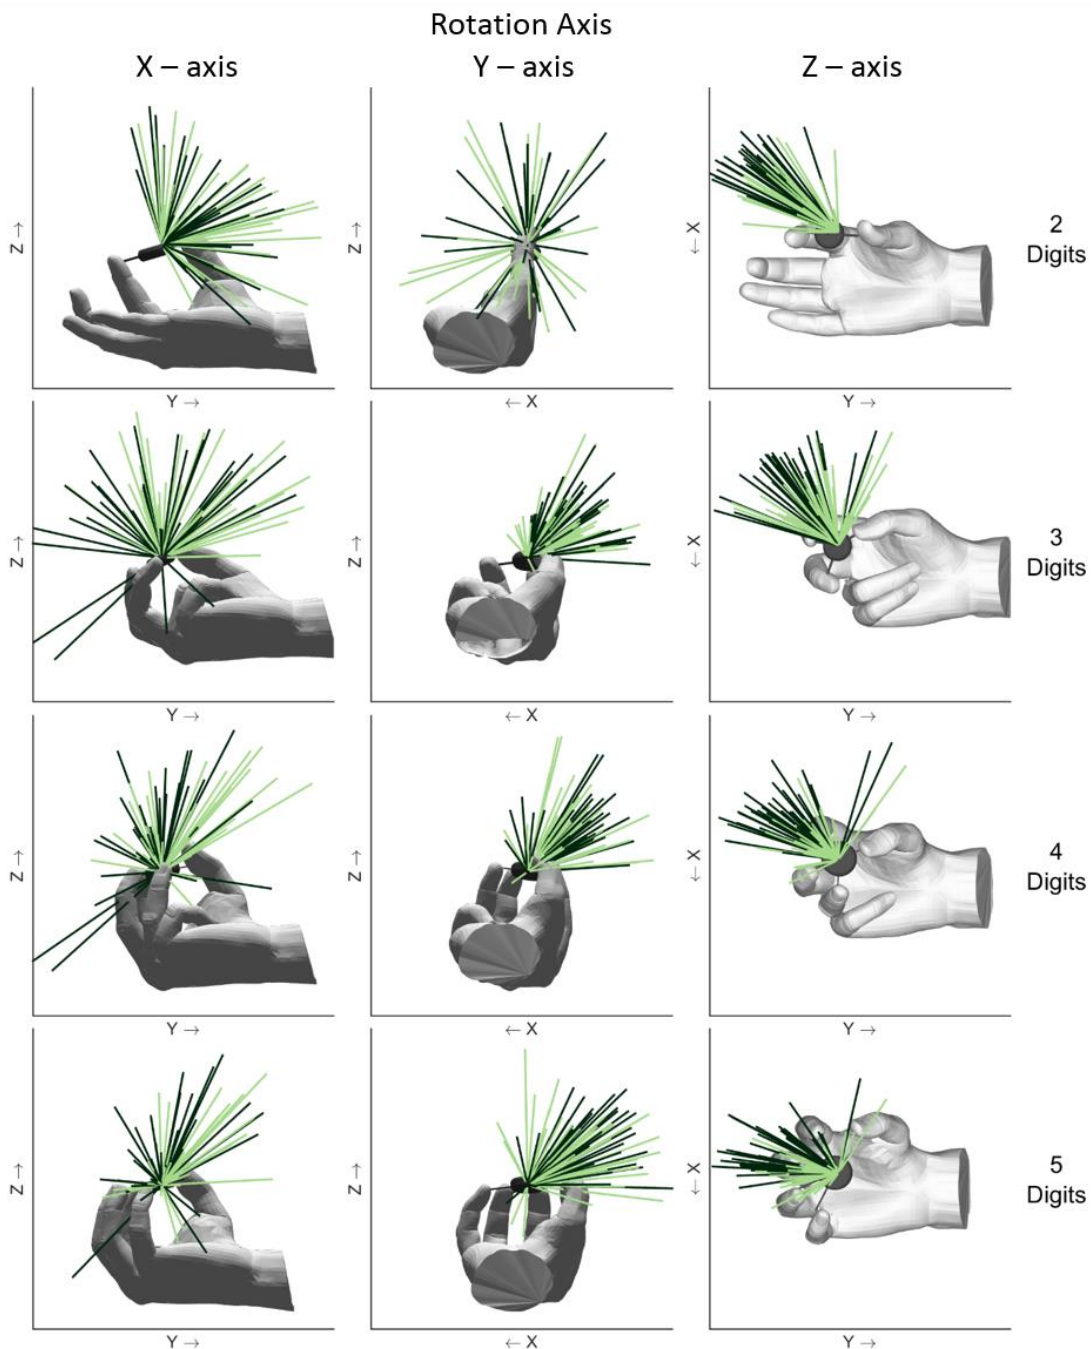 Rotation Axis
X – axis
Y – axis
Z – axis
Z →
Y →
Z →
← X
← X
Y →
2
Digits
Z →
Y →
Z →
← X
← X
Y →
3
Digits
Z →
Y →
Z →
← X
← X
Y →
4
Digits
Z →
Y →
Z →
← X
← X
Y →
5
Digits